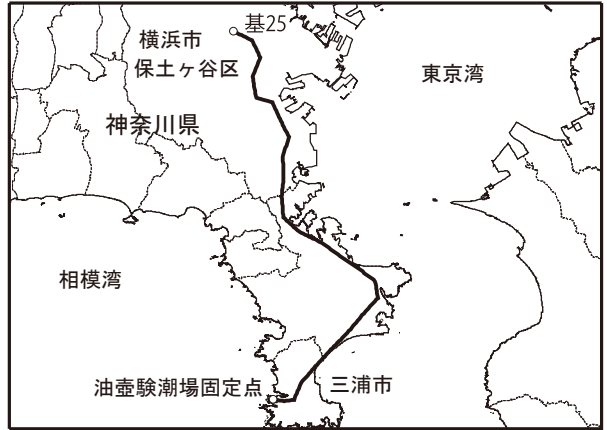 基25
横浜市
保土ヶ谷区
東京湾
神奈川県
相模湾
油壺験潮場固定点
三浦市